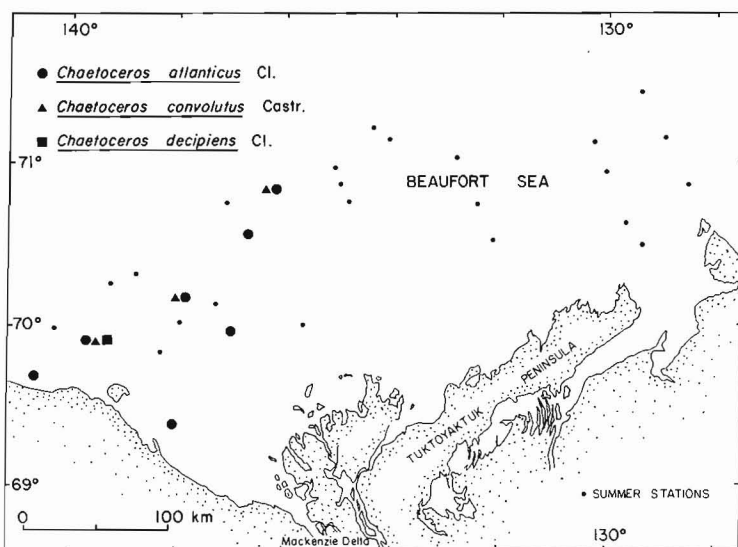 140°
130°
● Chaetoceros atlanticus Cl.
▲ Chaetoceros convolutus Castr.
■ Chaetoceros decipiens Cl.
71°
BEAUFORT SEA
70°
TUKTOYAKTUK PENINSULA
69°
• SUMMER STATIONS
0 100 km
Mackenzie Delta
130°